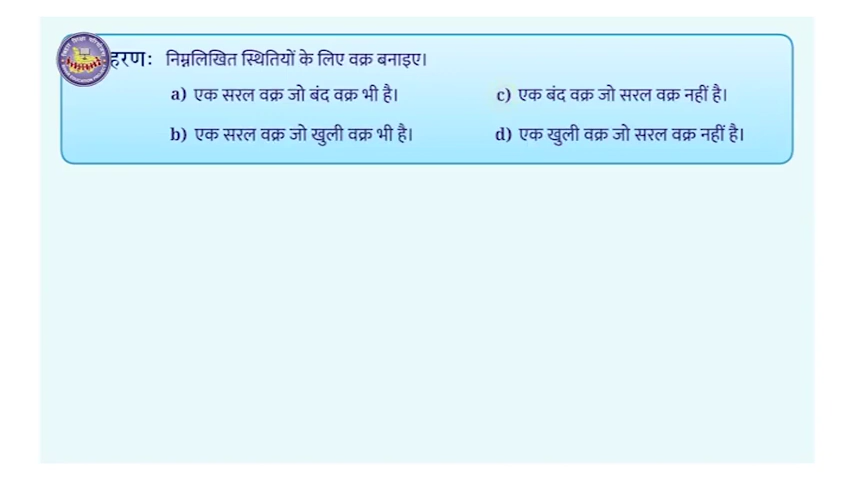 हरण: निम्नलिखित स्थितियों के लिए वक्र बनाइए।
a) एक सरल वक्र जो बंद वक्र भी है।
c) एक बंद वक्र जो सरल वक्र नहीं है।
b) एक सरल वक्र जो खुली वक्र भी है।
d) एक खुली वक्र जो सरल वक्र नहीं है।